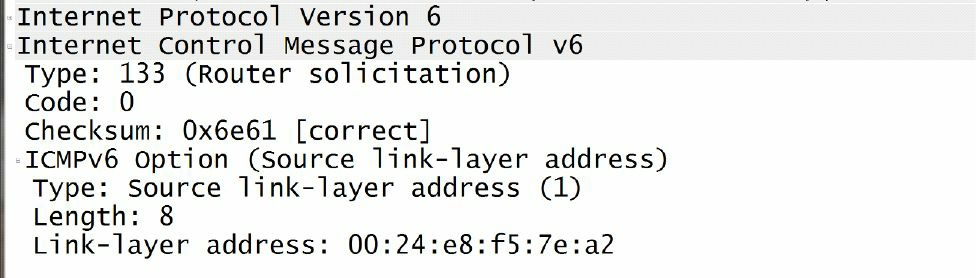 Internet Protocol Version 6
Internet Control Message Protocol v6
Type: 133 (Router solicitation)
Code: 0
Checksum: 0x6e61 [correct]
ICMPv6 Option (Source link-layer address)
Type: Source link-layer address (1)
Length: 8
Link-layer address: 00:24:e8:f5:7e:a2